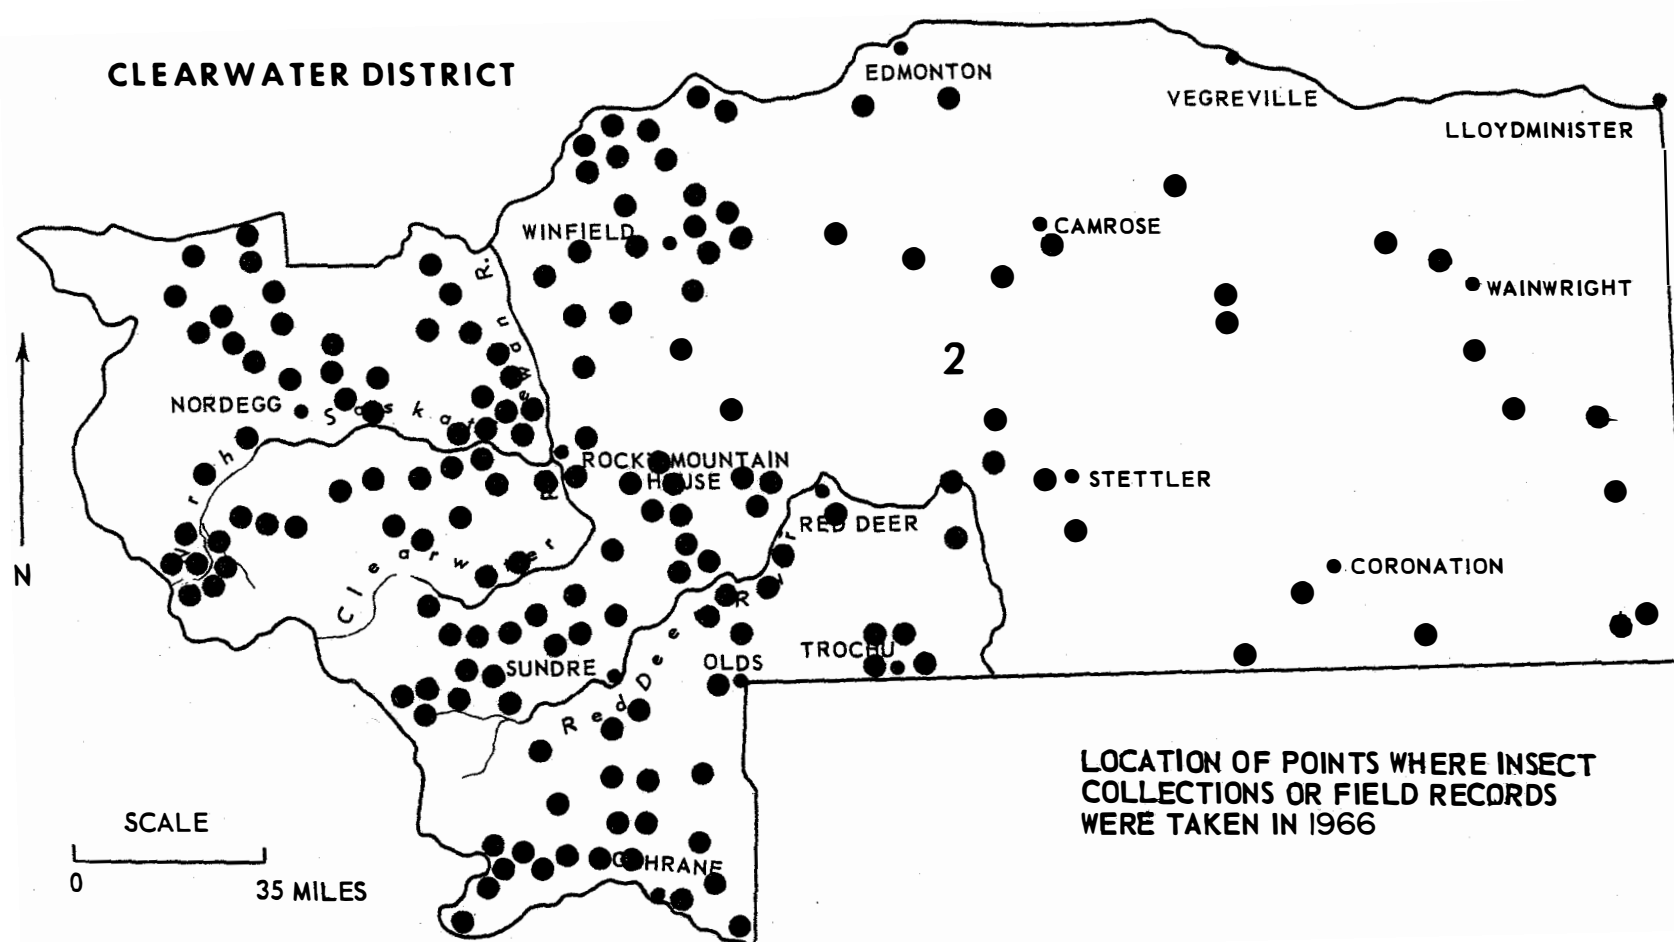 CLEARWATER DISTRICT
EDMONTON
VEGREVILLE
LLOYDMINISTER
WINFIELD
CAMROSE
WAINWRIGHT
2
NORDEGG
ROCKY MOUNTAIN
HOUSE
STETTLER
RED DEER
CORONATION
N
Clearwater
TROCHU
OLDS
SUNDRE
Red Deer R
LOCATION OF POINTS WHERE INSECT
COLLECTIONS OR FIELD RECORDS
WERE TAKEN IN 1966
SCALE
0 35 MILES
COCHRANE